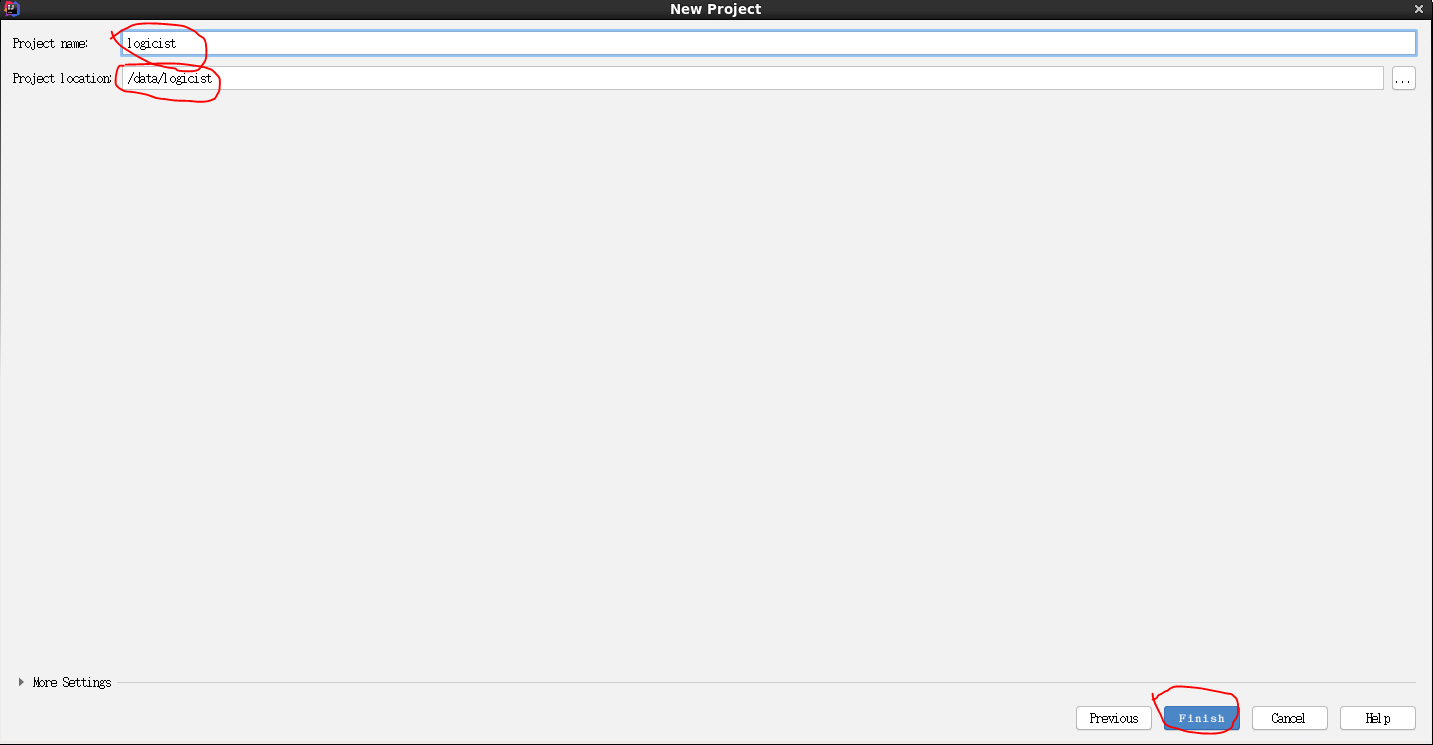 New Project
Project name: logicist
Project location: /data/logicist ...
More Settings
Previous Finish Cancel Help